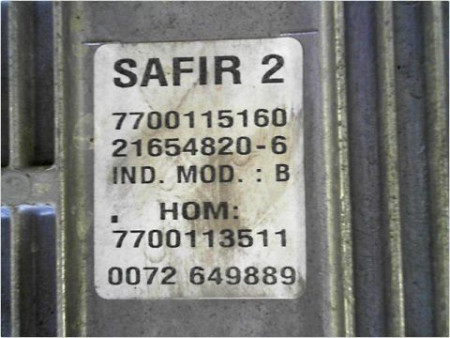 SAFIR 2
7700115160
21654820-6
IND. MOD. : B
. HOM:
7700113511
0072 649889